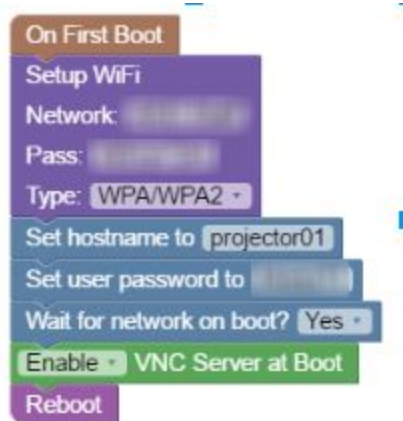 On First Boot
Setup WiFi
Network:
Pass:
Type: WPA/WPA2
Set hostname to projector01
Set user password to
Wait for network on boot? Yes
Enable VNC Server at Boot
Reboot